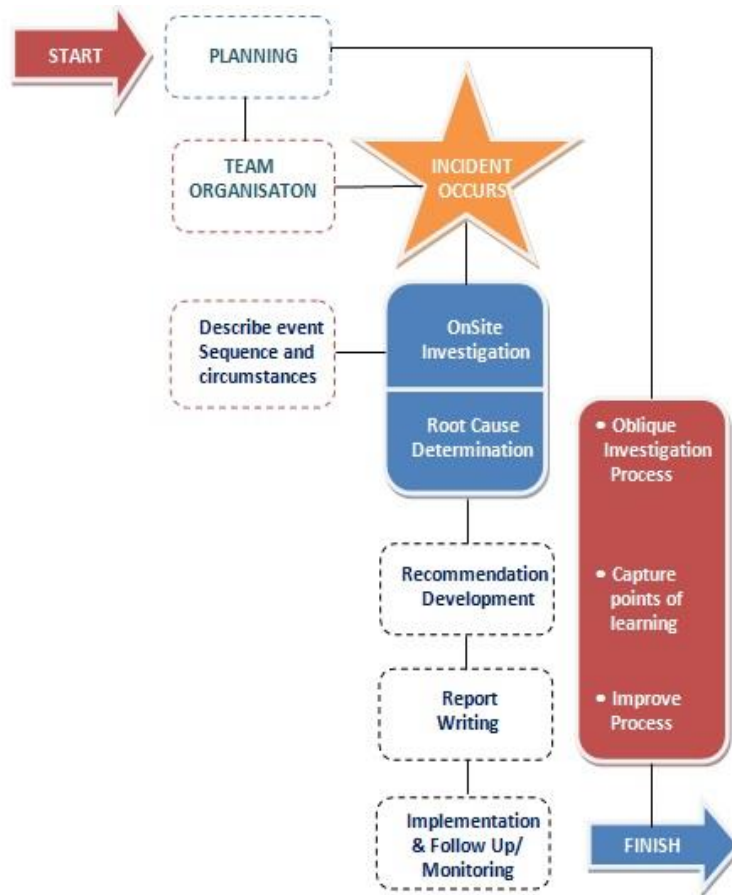 START
PLANNING
TEAM
ORGANISATON
INCIDENT
OCCURS
Describe event
Sequence and
circumstances
OnSite
Investigation
Root Cause
Determination
Recommendation
Development
Report
Writing
Implementation
& Follow Up/
Monitoring
• Oblique
Investigation
Process
• Capture
points of
learning
• Improve
Process
FINISH